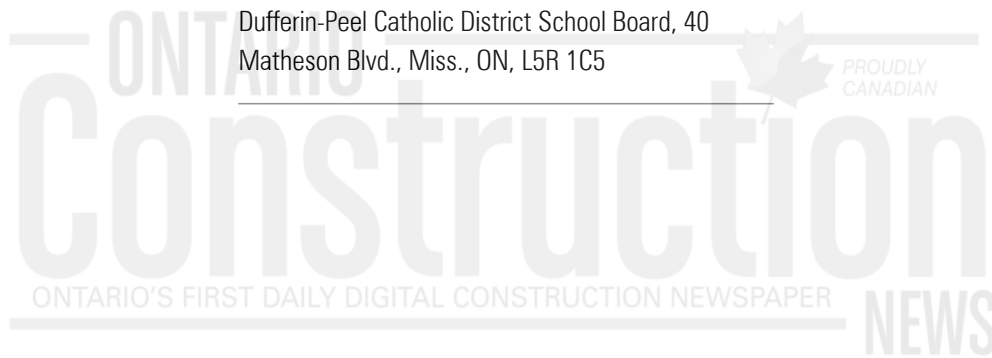 Dufferin-Peel Catholic District School Board, 40
Matheson Blvd., Miss., ON, L5R 1C5
ONTARIO
PROUDLY
CANADIAN
Construction
ONTARIO'S FIRST DAILY DIGITAL CONSTRUCTION NEWSPAPER
NEWS